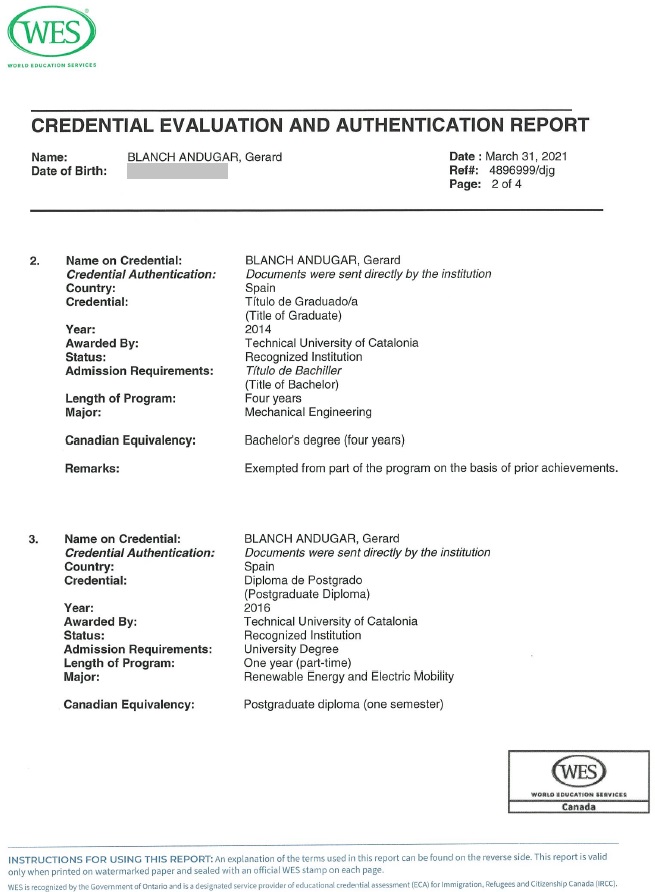 WES
WORLD EDUCATION SERVICES
CREDENTIAL EVALUATION AND AUTHENTICATION REPORT
Name: BLANCH ANDUGAR, Gerard
Date : March 31, 2021
Date of Birth:
Ref#: 4896999/djg
Page: 2 of 4
2. Name on Credential: BLANCH ANDUGAR, Gerard
Credential Authentication: Documents were sent directly by the institution
Country: Spain
Credential: Título de Graduado/a
(Title of Graduate)
Year: 2014
Awarded By: Technical University of Catalonia
Status: Recognized Institution
Admission Requirements: Título de Bachiller
(Title of Bachelor)
Length of Program: Four years
Major: Mechanical Engineering
Canadian Equivalency: Bachelor's degree (four years)
Remarks: Exempted from part of the program on the basis of prior achievements.
3. Name on Credential: BLANCH ANDUGAR, Gerard
Credential Authentication: Documents were sent directly by the institution
Country: Spain
Credential: Diploma de Postgrado
(Postgraduate Diploma)
Year: 2016
Awarded By: Technical University of Catalonia
Status: Recognized Institution
Admission Requirements: University Degree
Length of Program: One year (part-time)
Major: Renewable Energy and Electric Mobility
Canadian Equivalency: Postgraduate diploma (one semester)
WES
WORLD EDUCATION SERVICES
Canada
INSTRUCTIONS FOR USING THIS REPORT: An explanation of the terms used in this report can be found on the reverse side. This report is valid
only when printed on watermarked paper and sealed with an official WES stamp on each page.
WES is recognized by the Government of Ontario and is a designated service provider of educational credential assessment (ECA) for Immigration, Refugees and Citizenship Canada (IRCC).